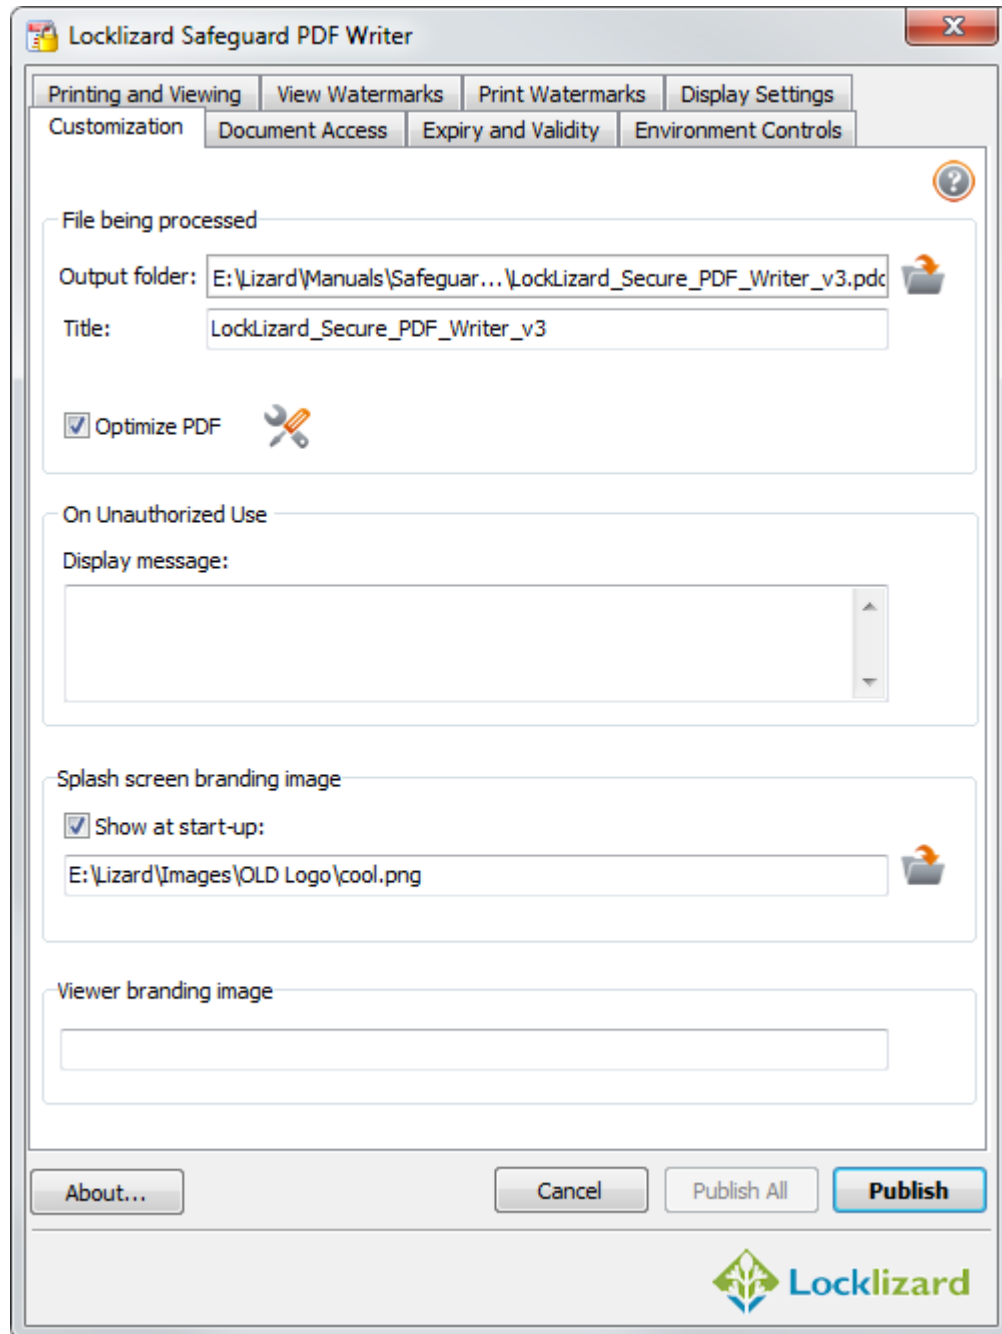 Locklizard Safeguard PDF Writer
Printing and Viewing View Watermarks Print Watermarks Display Settings
Customization Document Access Expiry and Validity Environment Controls
?
File being processed
Output folder: E:\Lizard\Manuals\Safeguar...\LockLizard_Secure_PDF_Writer_v3.pdc
Title: LockLizard_Secure_PDF_Writer_v3
Optimize PDF
On Unauthorized Use
Display message:
Splash screen branding image
Show at start-up:
E:\Lizard\Images\OLD Logo\cool.png
Viewer branding image
About... Cancel Publish All Publish
Locklizard